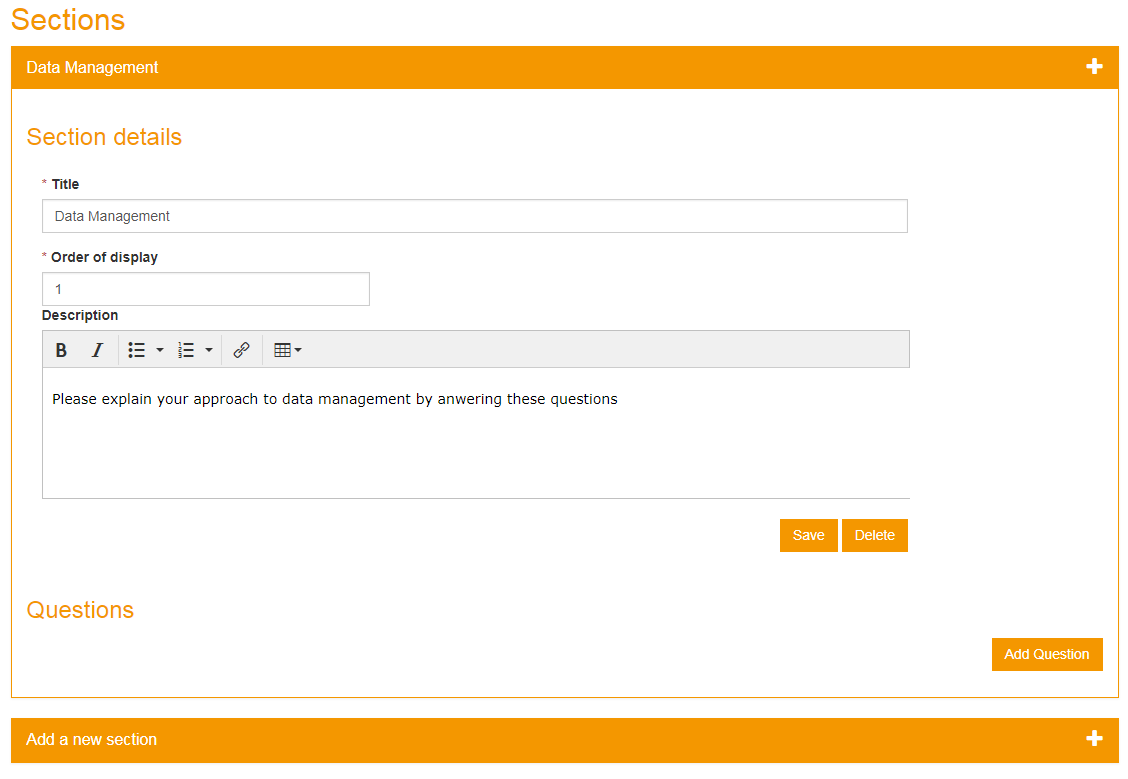 Sections
Data Management
Section details
* Title
Data Management
* Order of display
1
Description
B I
Please explain your approach to data management by anwering these questions
Save Delete
Questions
Add Question
Add a new section